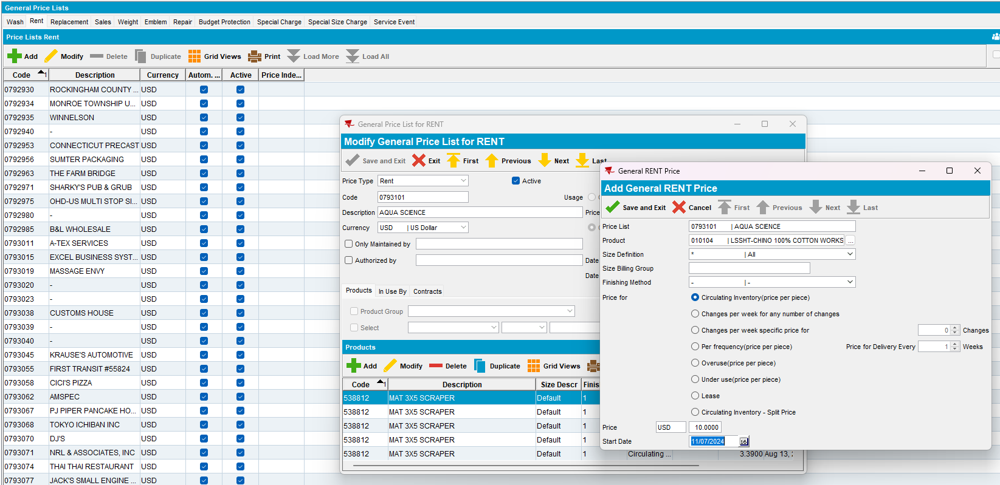 General Price Lists
Wash Rent Replacement Sales Weight Emblem Repair Budget Protection Special Charge Special Size Charge Service Event
Price Lists Rent
Add Modify Delete Duplicate Grid Views Print Load More Load All
Code 1 Description Currency Autom. ... Active Price Inde...
0792930 ROCKINGHAM COUNTY ... USD
0792934 MONROE TOWNSHIP U... USD
0792935 WINNELSON USD
0792940 - USD
0792953 CONNECTICUT PRECAST USD
0792956 SUMTER PACKAGING USD
0792963 THE FARM BRIDGE USD
0792971 SHARKY'S PUB & GRUB USD
0792975 OHD-US MULTI STOP SI... USD
0792980 - USD
0792985 B&L WHOLESALE USD
0793011 A-TEX SERVICES USD
0793015 EXCEL BUSINESS SYST... USD
0793019 MASSAGE ENVY USD
0793020 - USD
0793023 - USD
0793038 CUSTOMS HOUSE USD
0793039 - USD
0793040 - USD
0793045 KRAUSE'S AUTOMOTIVE USD
0793055 FIRST TRANSIT #55824 USD
0793058 CICI'S PIZZA USD
0793062 AMSPEC USD
0793067 PJ PIPER PANCAKE HO... USD
0793068 TOKYO ICHIBAN INC USD
0793070 DJ'S USD
0793071 NRL & ASSOCIATES, INC USD
0793074 THAI THAI RESTAURANT USD
0793077 JACK'S SMALL ENGINE ... USD
General Price List for RENT
Modify General Price List for RENT
Save and Exit Exit First Previous Next Last
Price Type Rent Active
Code 0793101 Usage
Description AQUA SCIENCE Price
Currency USD | US Dollar
Only Maintained by
Authorized by Date
Date
Products In Use By Contracts
Product Group
Select
Products
Add Modify Delete Duplicate Grid Views
Code 1 Description Size Descr Finis
538812 MAT 3X5 SCRAPER Default 1
538812 MAT 3X5 SCRAPER Default 1
538812 MAT 3X5 SCRAPER Default 1
538812 MAT 3X5 SCRAPER Default 1
538812 MAT 3X5 SCRAPER Default 1 Circulating ... 3.3900 Aug 13, 
General RENT Price
Add General RENT Price
Save and Exit Cancel First Previous Next Last
Price List 0793101 | AQUA SCIENCE
Product 010104 | LSSHT-CHINO 100% COTTON WORKS ...
Size Definition * | All
Size Billing Group
Finishing Method - | -
Price for Circulating Inventory(price per piece)
Changes per week for any number of changes
Changes per week specific price for 0 Changes
Per frequency(price per piece) Price for Delivery Every 1 Weeks
Overuse(price per piece)
Under use(price per piece)
Lease
Circulating Inventory - Split Price
Price USD 10.0000
Start Date 11/07/2024 16